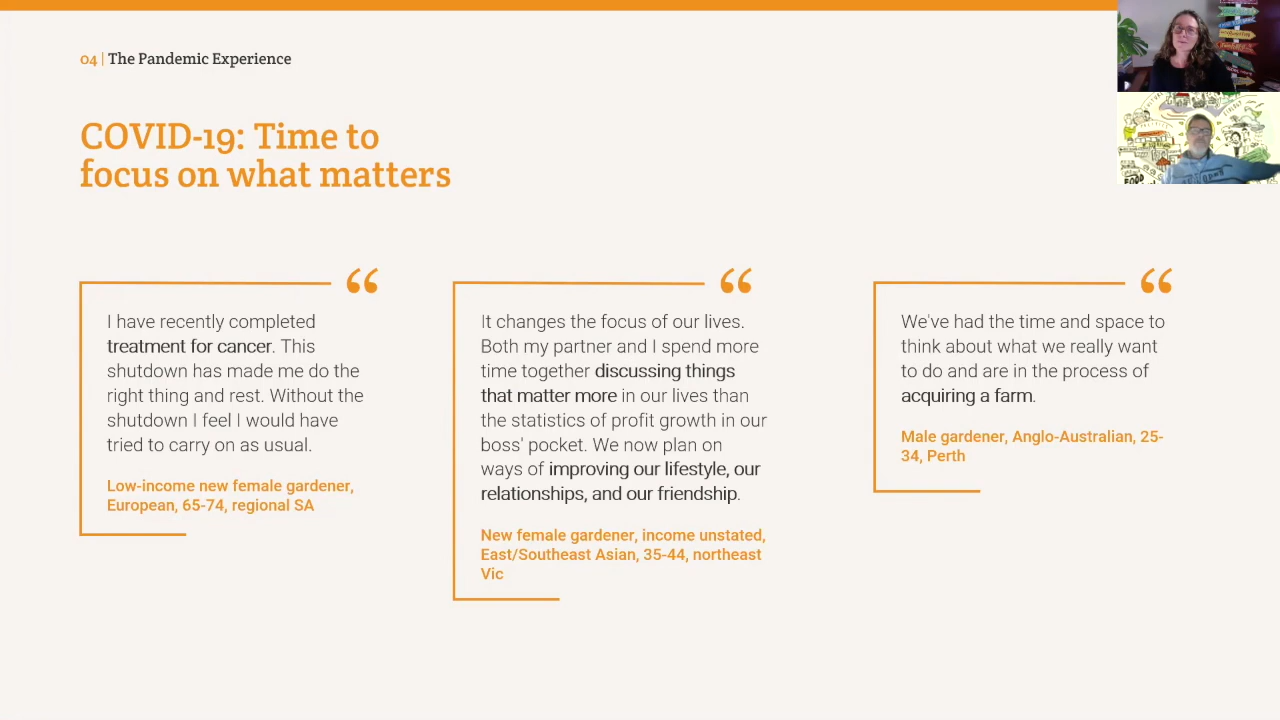 04 | The Pandemic Experience
COVID-19: Time to
focus on what matters
“
I have recently completed
treatment for cancer. This
shutdown has made me do the
right thing and rest. Without the
shutdown I feel I would have
tried to carry on as usual.
Low-income new female gardener,
European, 65-74, regional SA
“
It changes the focus of our lives.
Both my partner and I spend more
time together discussing things
that matter more in our lives than
the statistics of profit growth in our
boss' pocket. We now plan on
ways of improving our lifestyle, our
relationships, and our friendship.
New female gardener, income unstated,
East/Southeast Asian, 35-44, northeast
Vic
“
We've had the time and space to
think about what we really want
to do and are in the process of
acquiring a farm.
Male gardener, Anglo-Australian, 25-
34, Perth
FOOD